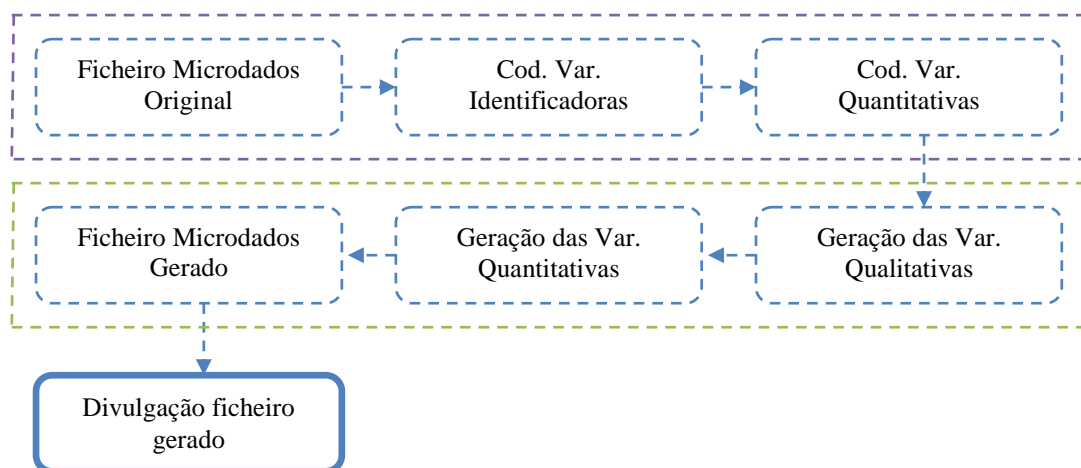 Ficheiro Microdados
Original
Cod. Var.
Identificadoras
Cod. Var.
Quantitativas
Ficheiro Microdados
Gerado
Geração das Var.
Quantitativas
Geração das Var.
Qualitativas
Divulgação ficheiro
gerado